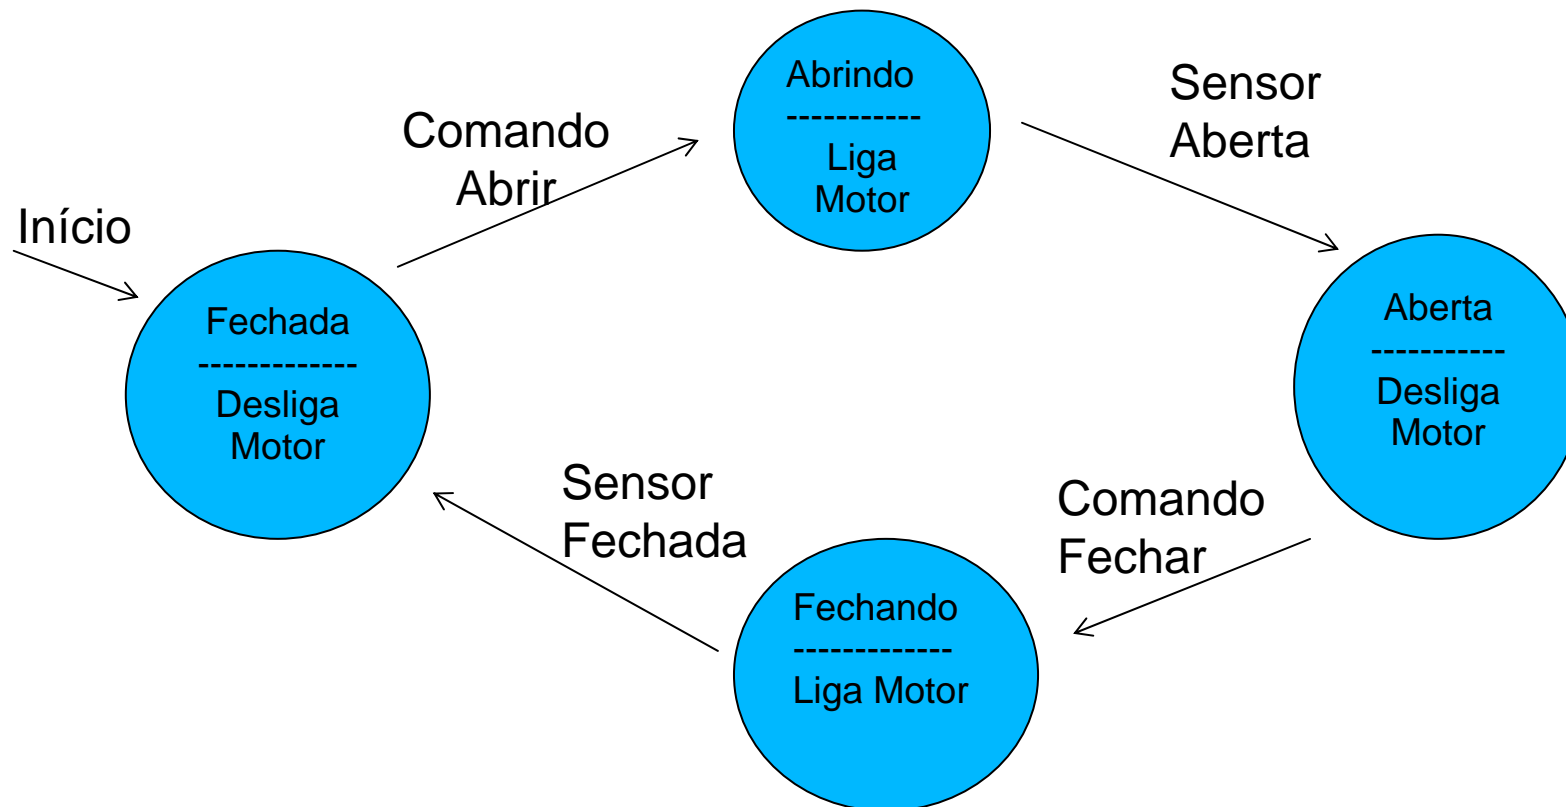 Início
Comando
Abrir
Abrindo
-----------
Liga
Motor
Sensor
Aberta
Fechada
-------------
Desliga
Motor
Aberta
-----------
Desliga
Motor
Sensor
Fechada
Comando
Fechar
Fechando
-------------
Liga Motor